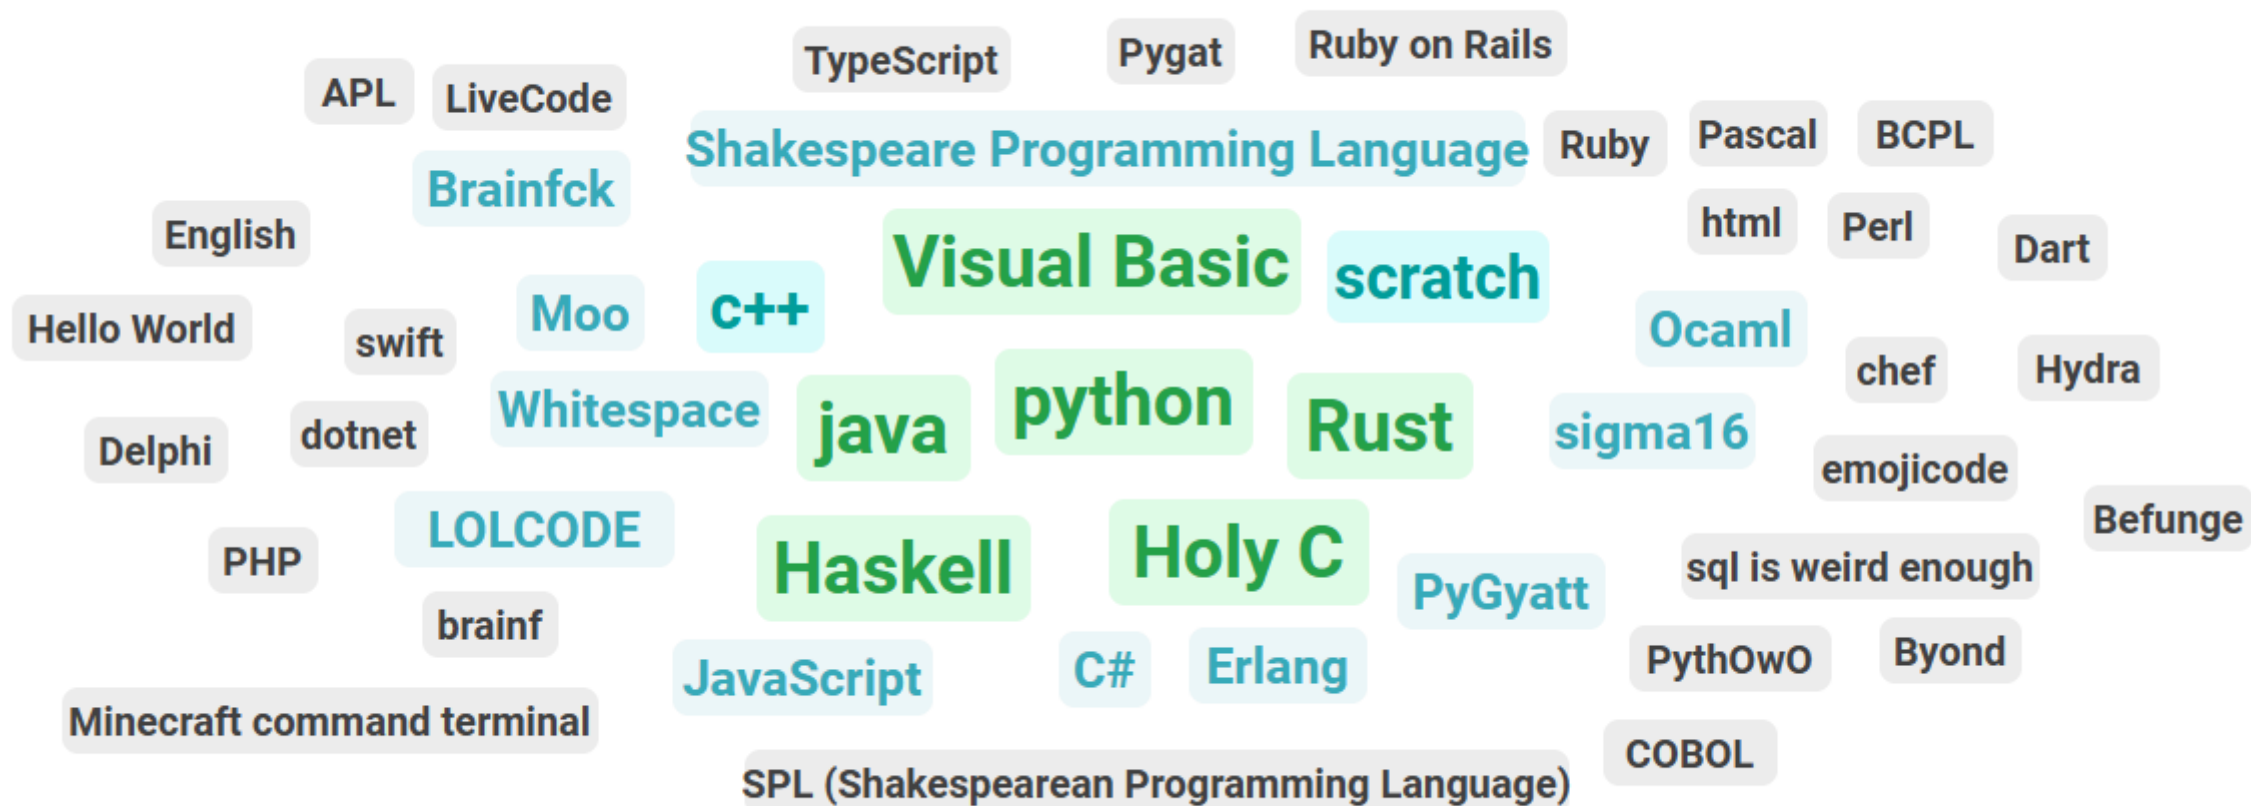 TypeScript
Pygat
Ruby on Rails
APL
LiveCode
Shakespeare Programming Language
Ruby
Pascal
BCPL
Brainfck
English
Visual Basic
scratch
html
Perl
Dart
Hello World
swift
Moo
c++
Ocaml
chef
Hydra
Delphi
dotnet
Whitespace
java
python
Rust
sigma16
emojicode
Befunge
PHP
LOLCODE
Haskell
Holy C
PyGyatt
sql is weird enough
brainf
JavaScript
C#
Erlang
PythOwO
Byond
Minecraft command terminal
COBOL
SPL (Shakespearean Programming Language)